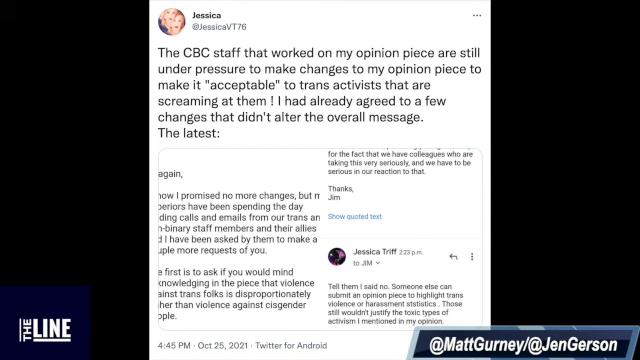 Jessica
@JessicaVT76
The CBC staff that worked on my opinion piece are still
under pressure to make changes to my opinion piece to
make it "acceptable" to trans activists that are
screaming at them ! I had already agreed to a few
changes that didn't alter the overall message.
The latest:
again,
now I promised no more changes, but m
periors have been spending the day
ding calls and emails from our trans an
n-binary staff members and their allies
d I have been asked by them to make a
uple more requests of you.
e first is to ask if you would mind
knowledging in the piece that violence
ainst trans folks is disproportionately
her than violence against cisgender
ople.
for the fact that we have colleagues who are
taking this very seriously, and we have to be
serious in our reaction to that.
Thanks,
Jim
Show quoted text
Jessica Triff 2:23 p.m.
to JIM
Tell them I said no. Someone else can
submit an opinion piece to highlight trans
violence or harassment ststistics . Those
still wouldn't justify the toxic types of
activism I mentioned in my opinion.
4:45 PM · Oct 25, 2021 · Twitter for Android
THE LINE
@MattGurney/@JenGerson